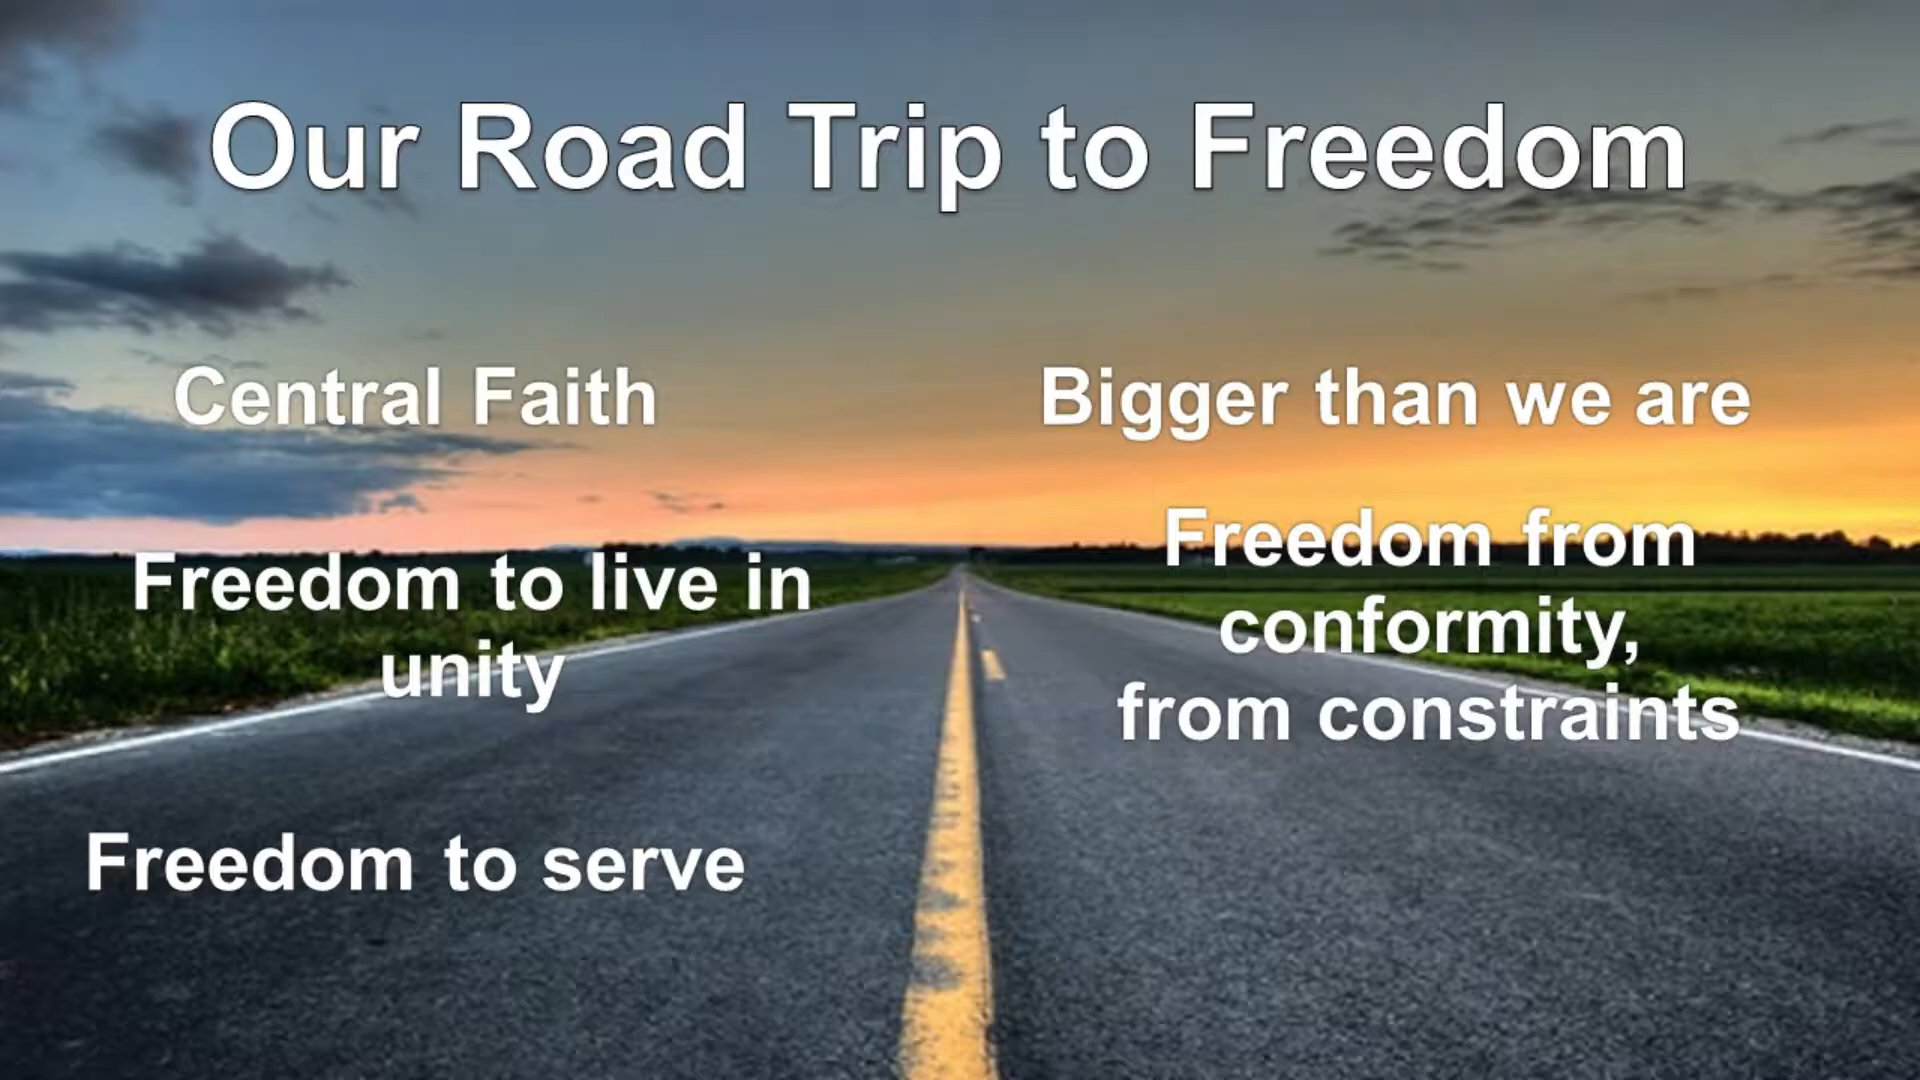 Our Road Trip to Freedom
Central Faith
Bigger than we are
Freedom to live in
unity
Freedom from
conformity,
from constraints
Freedom to serve